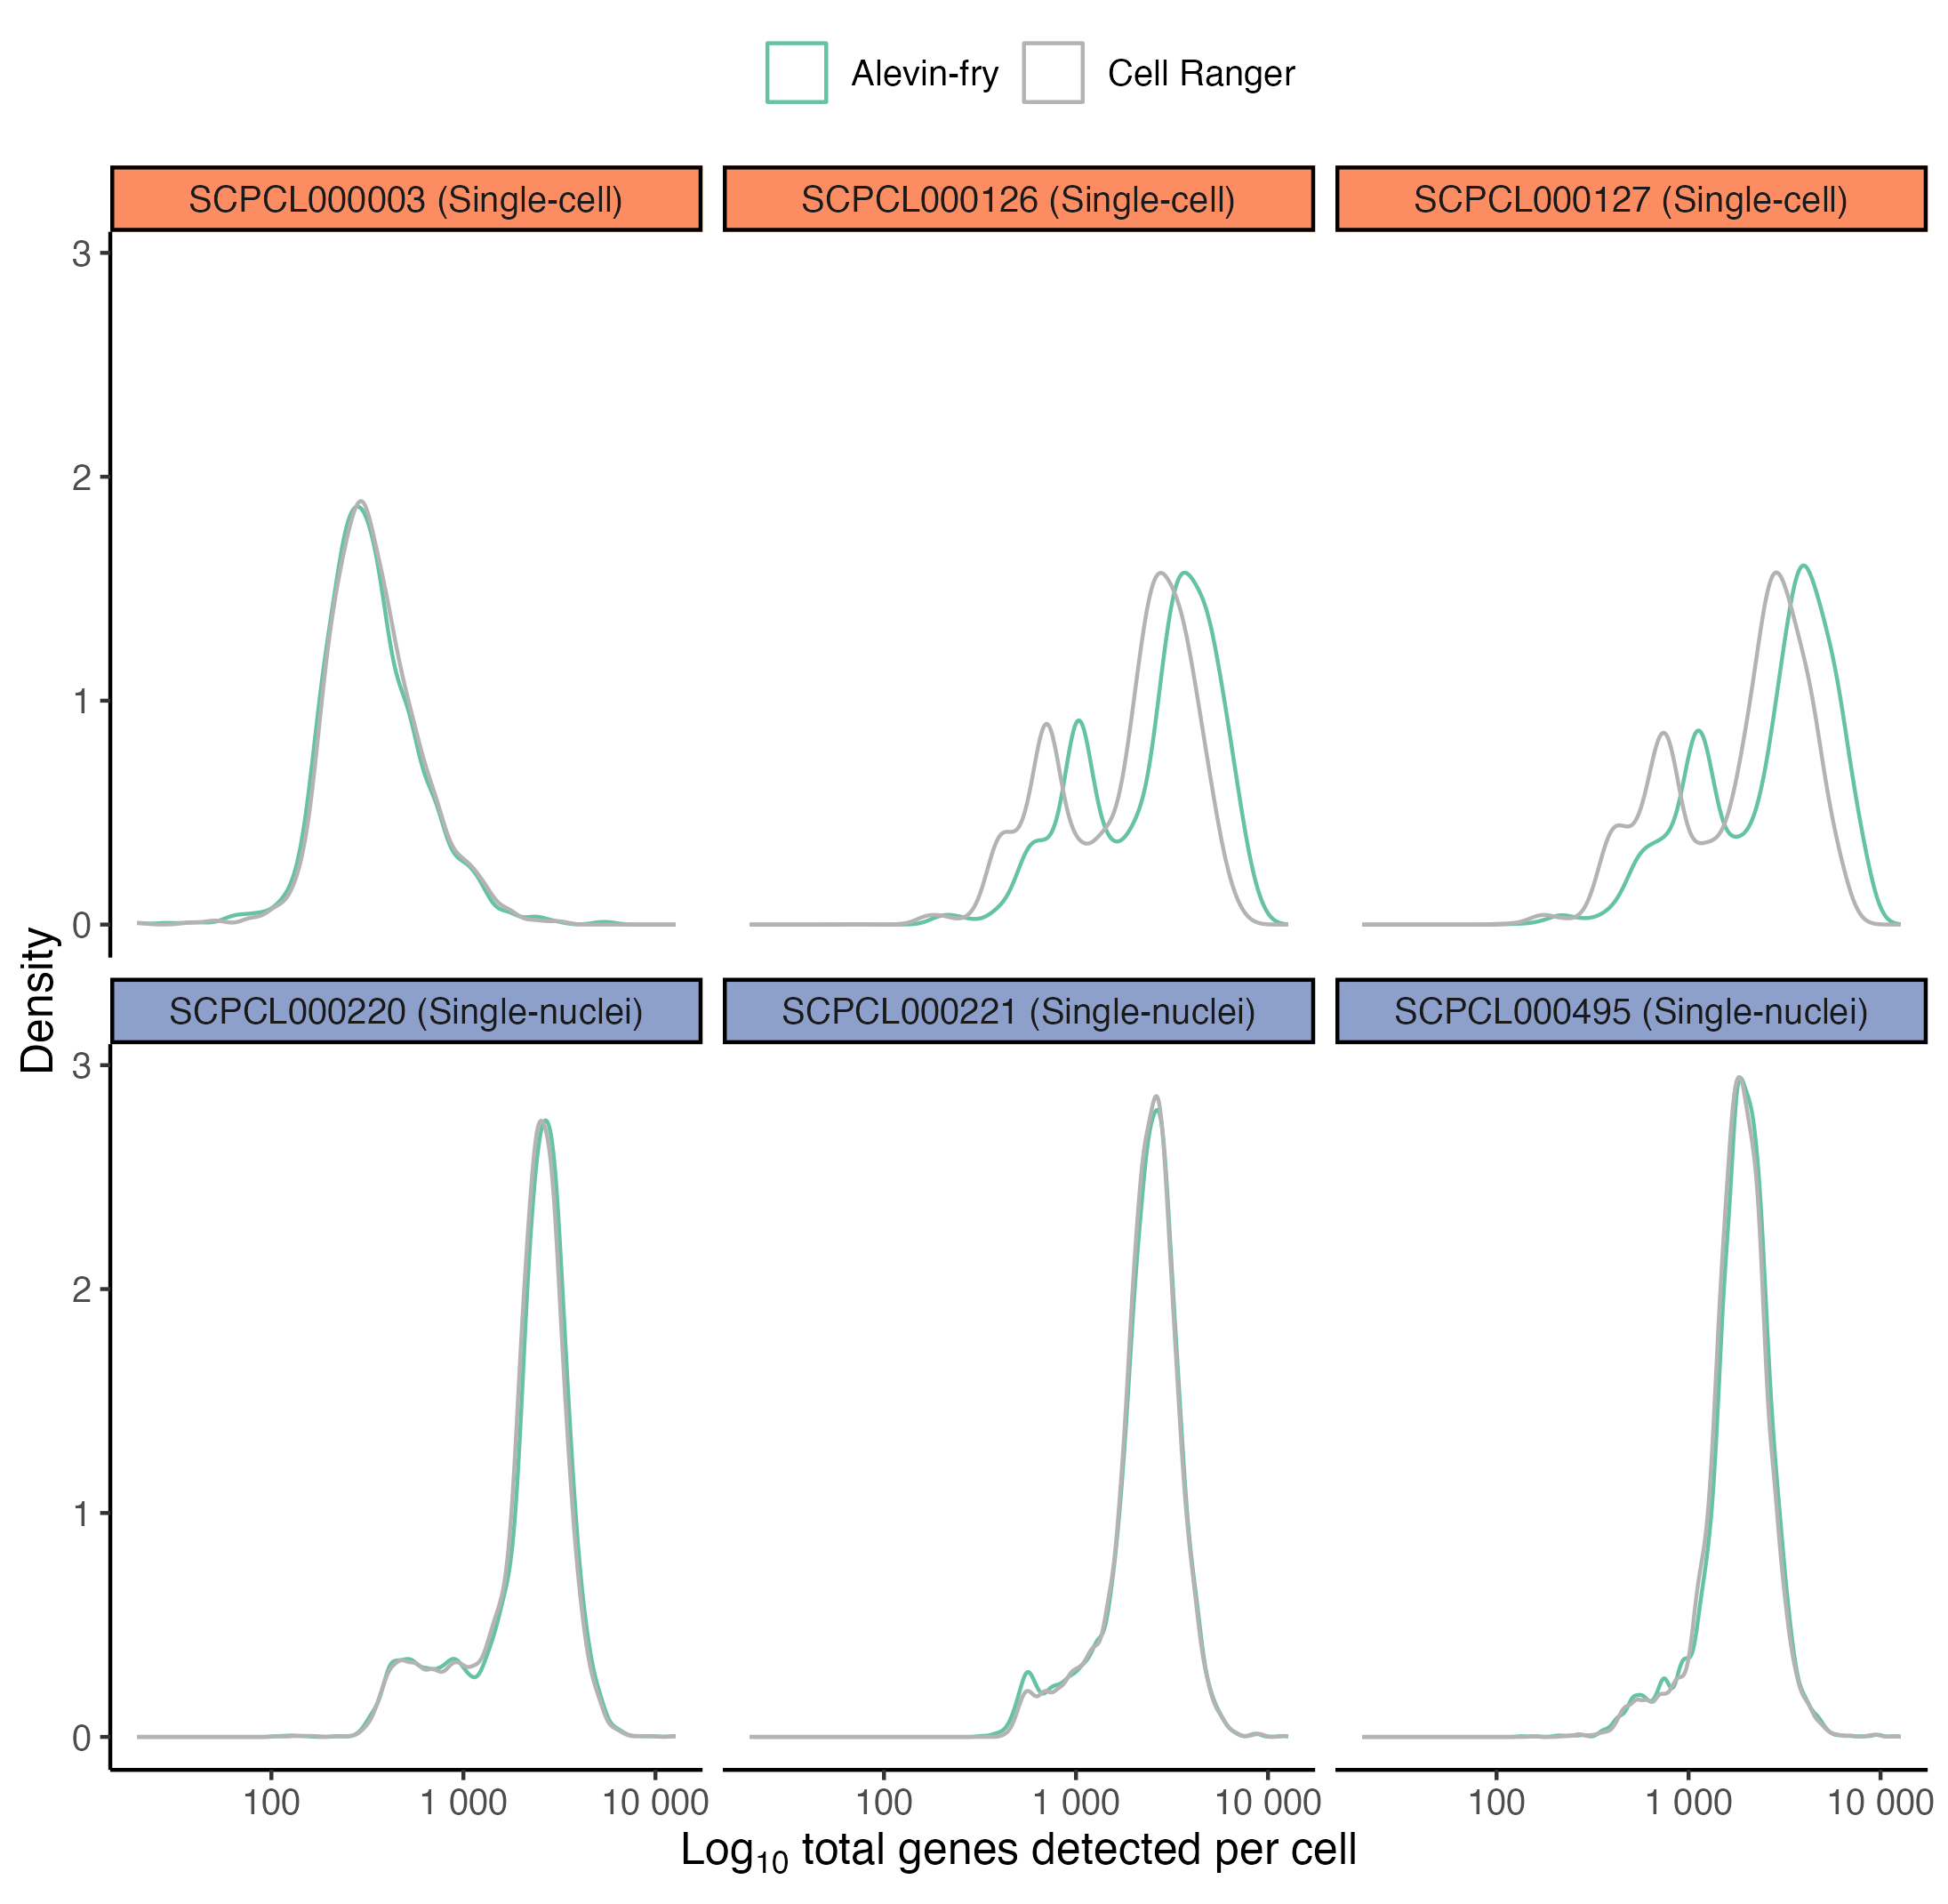 Alevin-fry Cell Ranger
SCPCL000003 (Single-cell) SCPCL000126 (Single-cell) SCPCL000127 (Single-cell)
3
2
1
0
Density
SCPCL000220 (Single-nuclei) SCPCL000221 (Single-nuclei) SCPCL000495 (Single-nuclei)
3
2
1
0
100 1 000 10 000 100 1 000 10 000 100 1 000 10 000
Log₁₀ total genes detected per cell